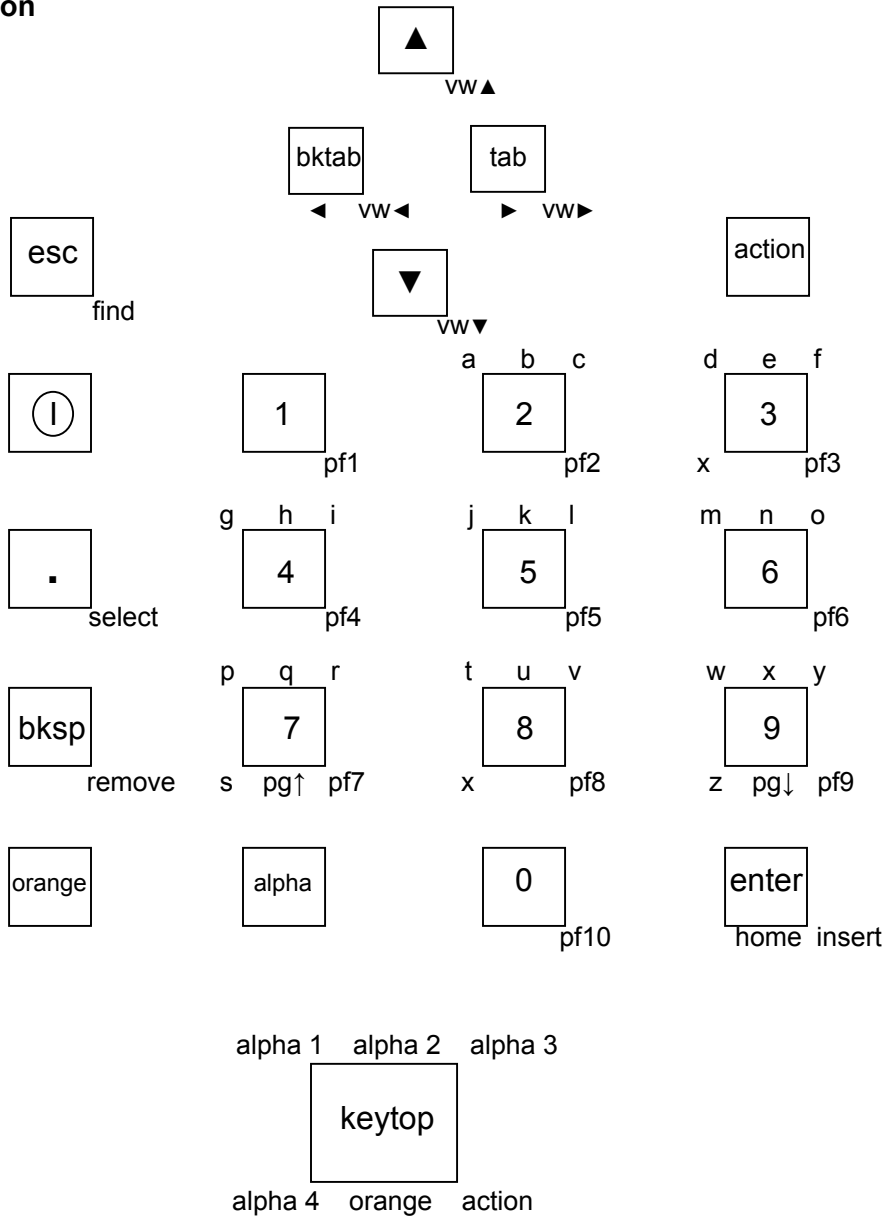 on
▲
vw▲
bktab tab
◄ vw◄ ► vw►
esc action
▼
find
vw▼
a b c d e f
I 1 2 3
pf1 pf2 x pf3
g h i j k l m n o
. 4 5 6
select pf4 pf5 pf6
p q r t u v w x y
bksp 7 8 9
remove s pg↑ pf7 x pf8 z pg↓ pf9
orange alpha 0 enter
pf10 home insert
alpha 1 alpha 2 alpha 3
keytop
alpha 4 orange action